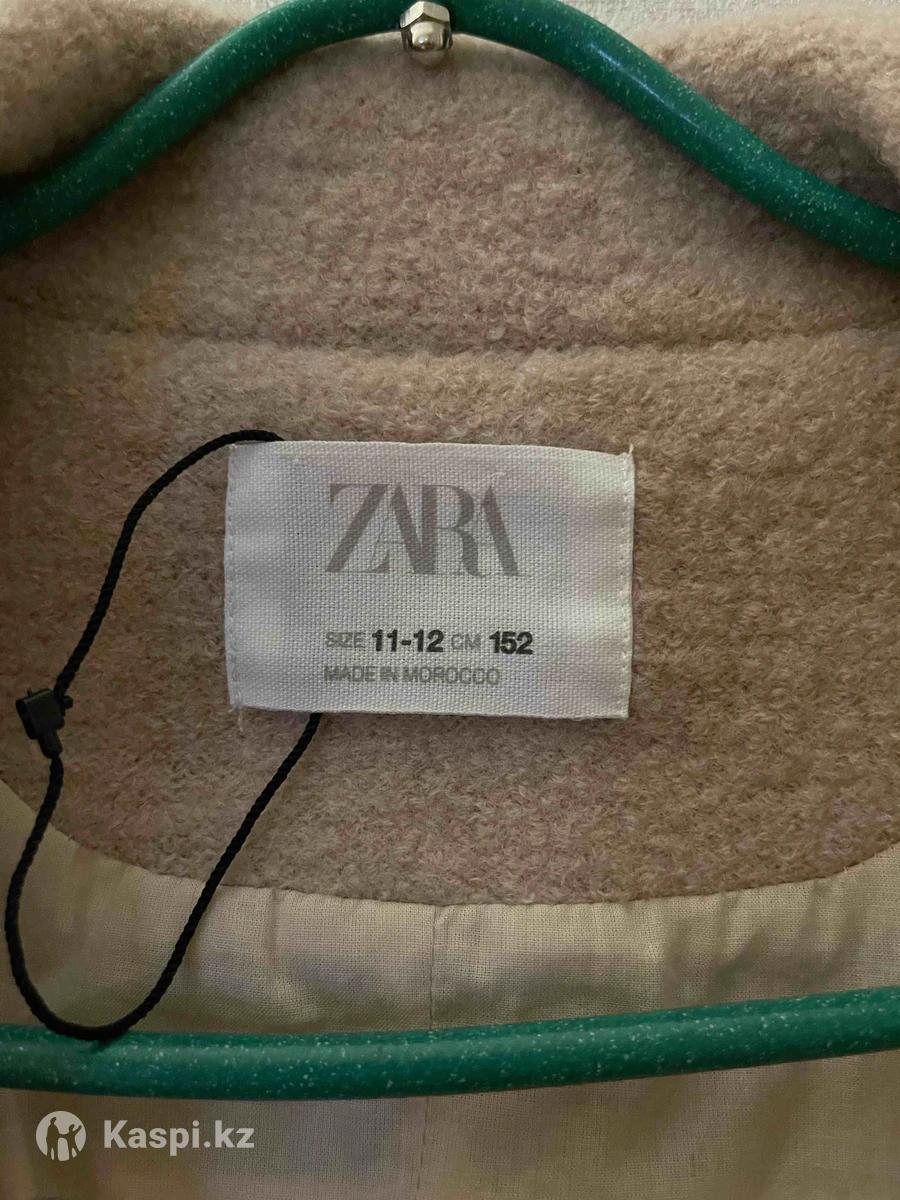 ZARA
SIZE 11-12 CM 152
MADE IN MOROCCO
Kaspi.kz